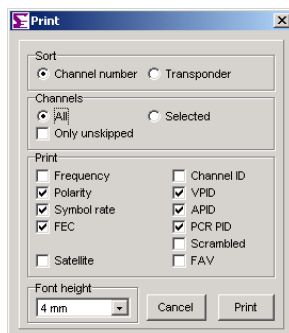 Print
Sort
Channel number Transponder
Channels
All Selected
Only unskipped
Print
Frequency Channel ID
Polarity VPID
Symbol rate APID
FEC PCR PID
Scrambled
Satellite FAV
Font height
4 mm Cancel Print